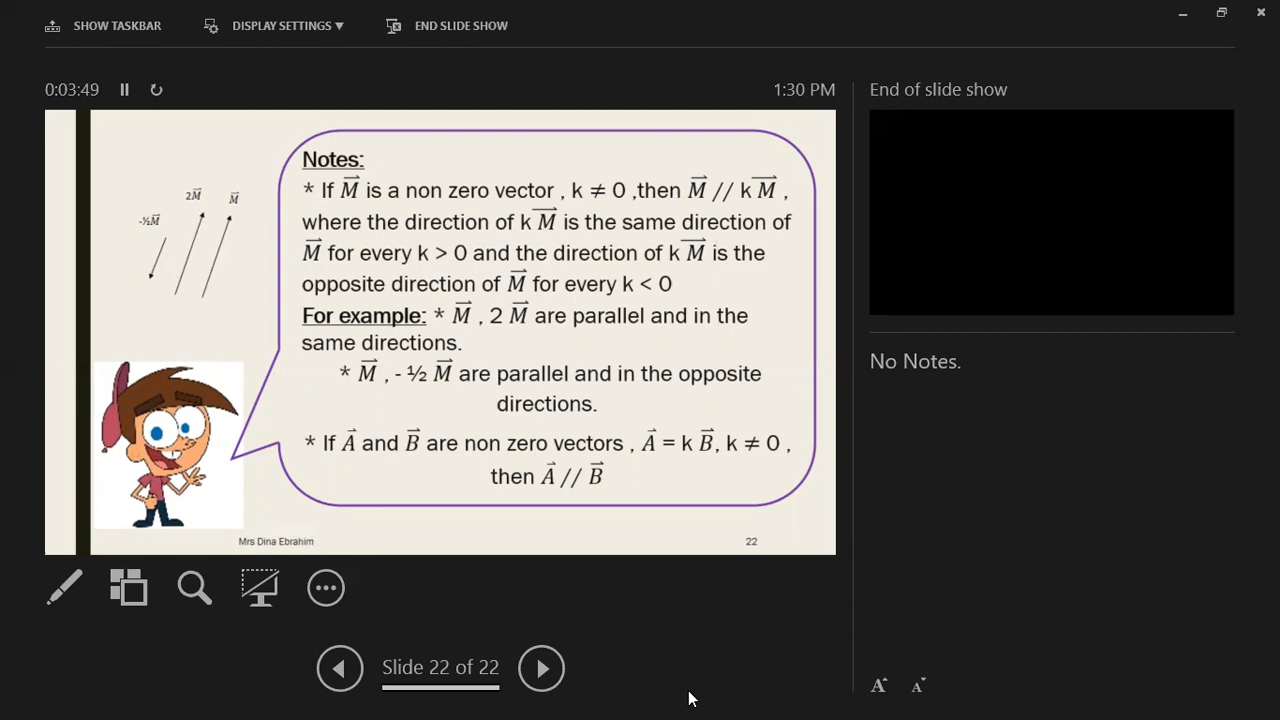 SHOW TASKBAR DISPLAY SETTINGS ▼ END SLIDE SHOW
0:03:49 1:30 PM
End of slide show
Notes:
* If M⃗ is a non zero vector , k ≠ 0 ,then M⃗ // k M⃗ ,
where the direction of k M⃗ is the same direction of
M⃗ for every k > 0 and the direction of k M⃗ is the
opposite direction of M⃗ for every k < 0
For example: * M⃗ , 2 M⃗ are parallel and in the
same directions.
* M⃗ , - ½ M⃗ are parallel and in the opposite
directions.
* If A⃗ and B⃗ are non zero vectors , A⃗ = k B⃗, k ≠ 0 ,
then A⃗ // B⃗
2M⃗
M⃗
-½M⃗
Mrs Dina Ebrahim 22
No Notes.
Slide 22 of 22
A A